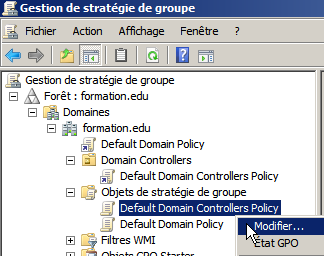 Gestion de stratégie de groupe
Fichier Action Affichage Fenêtre ?
Gestion de stratégie de groupe
Forêt : formation.edu
Domaines
formation.edu
Default Domain Policy
Domain Controllers
Default Domain Controllers Policy
Objets de stratégie de groupe
Default Domain Controllers Policy
Default Domain Policy
Modifier...
État GPO
Filtres WMI
Objets GPO Starter